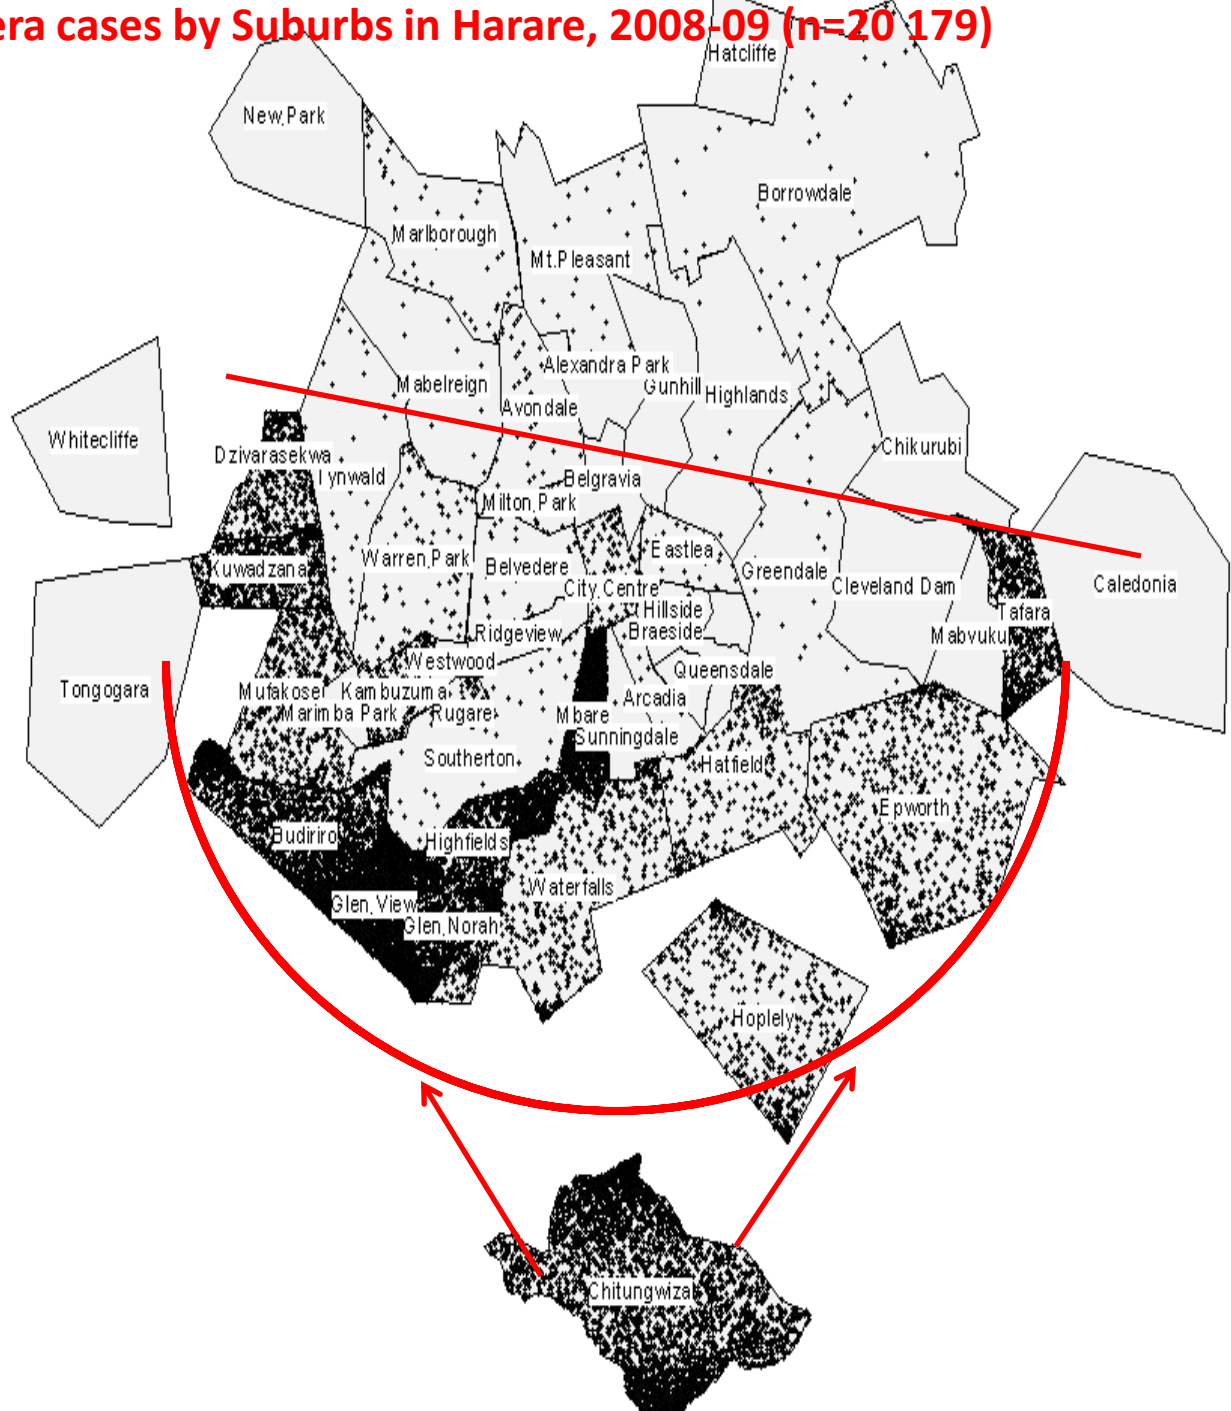 era cases by Suburbs in Harare, 2008-09 (n=20 179)
Hatcliffe
New Park
Borrowdale
Marlborough
Mt.Pleasant
Alexandra Park
Mabelreign
Gunhill
Highlands
Avondale
Whitecliffe
Chikurubi
Dzivarasekwa
Tynwald
Belgravia
Milton Park
Eastlea
Warren Park
Belvedere
Kuwadzana
Greendale
City Centre
Cleveland Dam
Caledonia
Hillside
Tafara
Braeside
Mabvuku
Ridgeview
Westwood
Queensdale
Tongogara
Mufakose
Kambuzuma
Arcadia
Marimba Park
Rugare
Mbare
Sunningdale
Southerton
Hatfield
Epworth
Budiriro
Highfields
Waterfalls
Glen View
Glen Norah
Hoplely
Chitungwiza